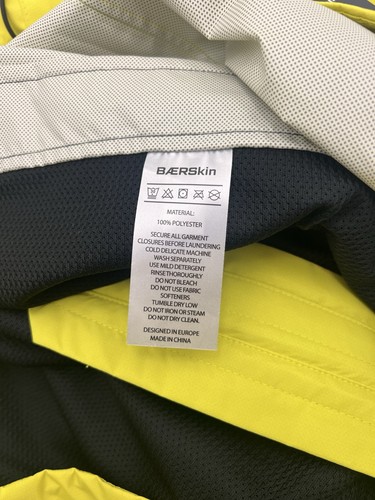 BÆRSkin
MATERIAL:
100% POLYESTER
SECURE ALL GARMENT
CLOSURES BEFORE LAUNDERING
COLD DELICATE MACHINE
WASH SEPARATELY
USE MILD DETERGENT
RINSE THOROUGHLY
DO NOT BLEACH
DO NOT USE FABRIC
SOFTENERS
TUMBLE DRY LOW
DO NOT IRON OR STEAM
DO NOT DRY CLEAN.
DESIGNED IN EUROPE
MADE IN CHINA